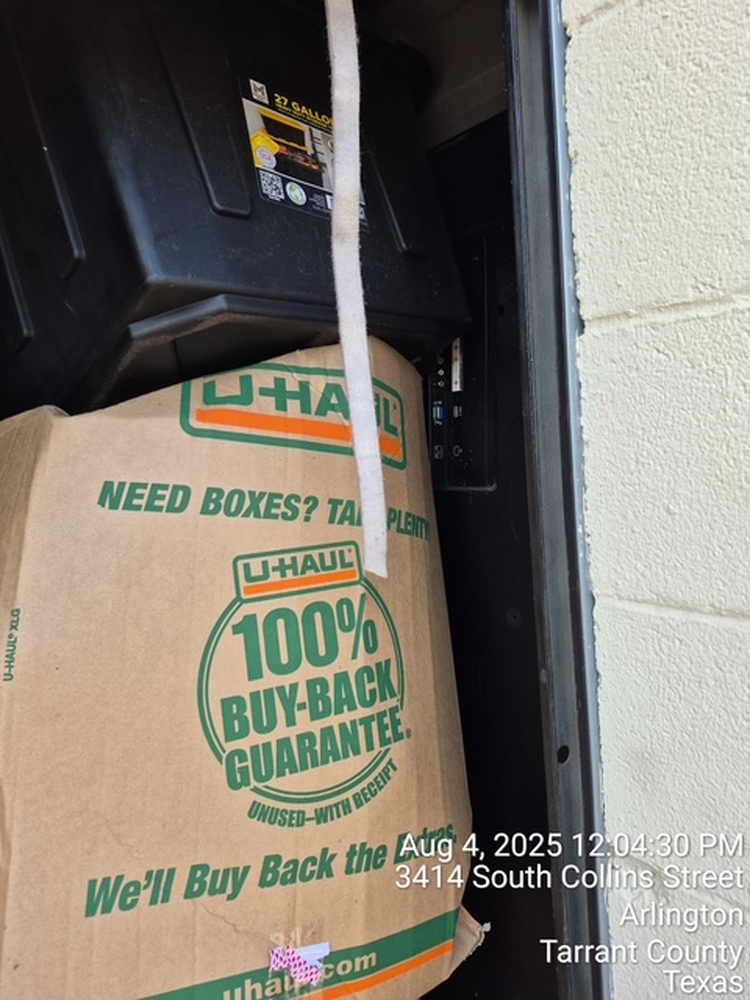 27 GALLO
U-HAUL
NEED BOXES? TA PLENTY
U-HAUL
100%
BUY-BACK
GUARANTEE®
UNUSED–WITH RECEIPT
U-HAUL® XLG
We'll Buy Back the Extras.
uhaul.com
Aug 4, 2025 12:04:30 PM
3414 South Collins Street
Arlington
Tarrant County
Texas